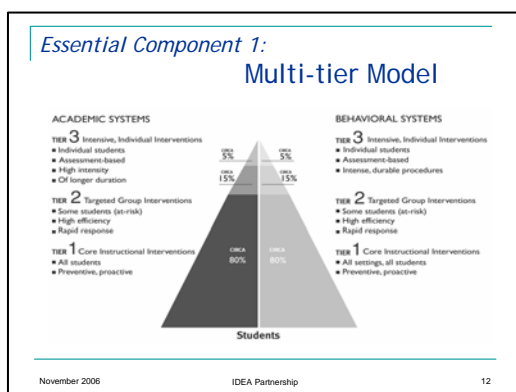 Essential Component 1:
Multi-tier Model
ACADEMIC SYSTEMS
TIER 3 Intensive, Individual Interventions
▪ Individual students
▪ Assessment-based
▪ High intensity
▪ Of longer duration
TIER 2 Targeted Group Interventions
▪ Some students (at-risk)
▪ High efficiency
▪ Rapid response
TIER 1 Core Instructional Interventions
▪ All students
▪ Preventive, proactive
CIRCA
5%
CIRCA
15%
CIRCA
80%
CIRCA
5%
CIRCA
15%
CIRCA
80%
Students
BEHAVIORAL SYSTEMS
TIER 3 Intensive, Individual Interventions
▪ Individual students
▪ Assessment-based
▪ Intense, durable procedures
TIER 2 Targeted Group Interventions
▪ Some students (at-risk)
▪ High efficiency
▪ Rapid response
TIER 1 Core Instructional Interventions
▪ All settings, all students
▪ Preventive, proactive
November 2006
IDEA Partnership
12